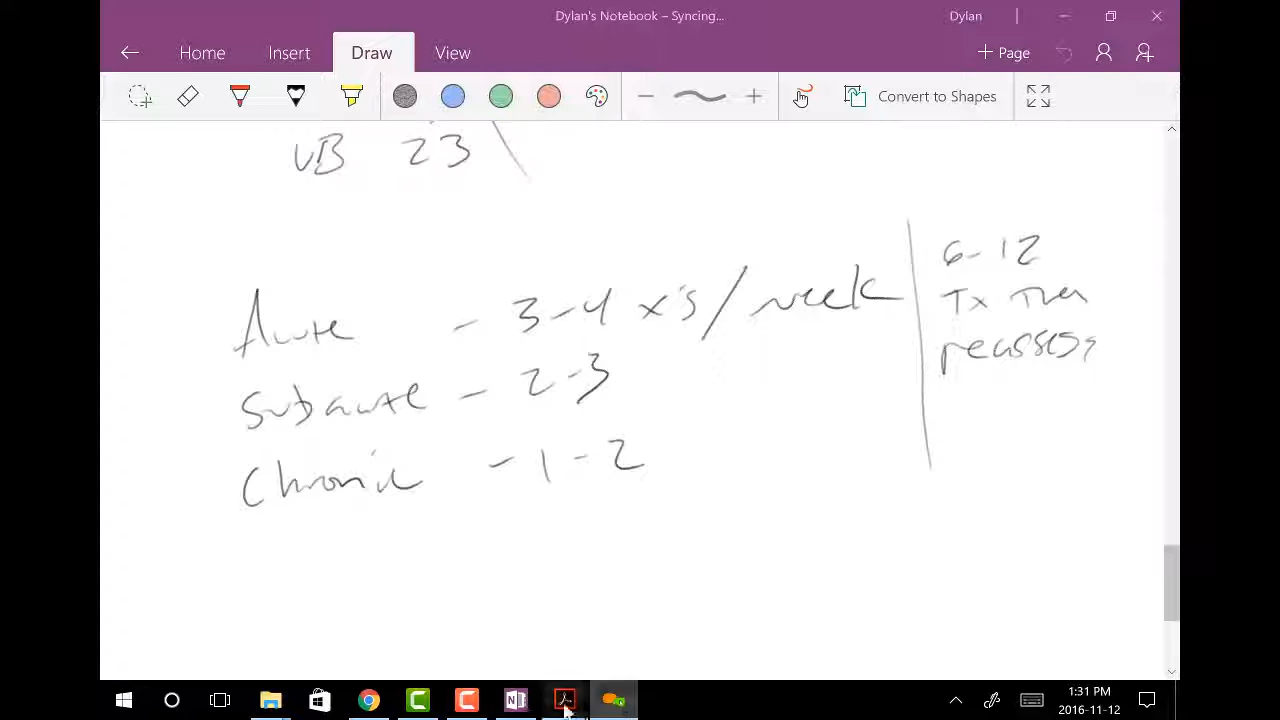 Dylan's Notebook – Syncing...
Dylan
Home Insert Draw View
Page
Convert to Shapes
UB 23
Acute - 3-4 x's/week
Subacute - 2-3
Chronic - 1-2
6-12
Tx Then
reassess
1:31 PM
2016-11-12